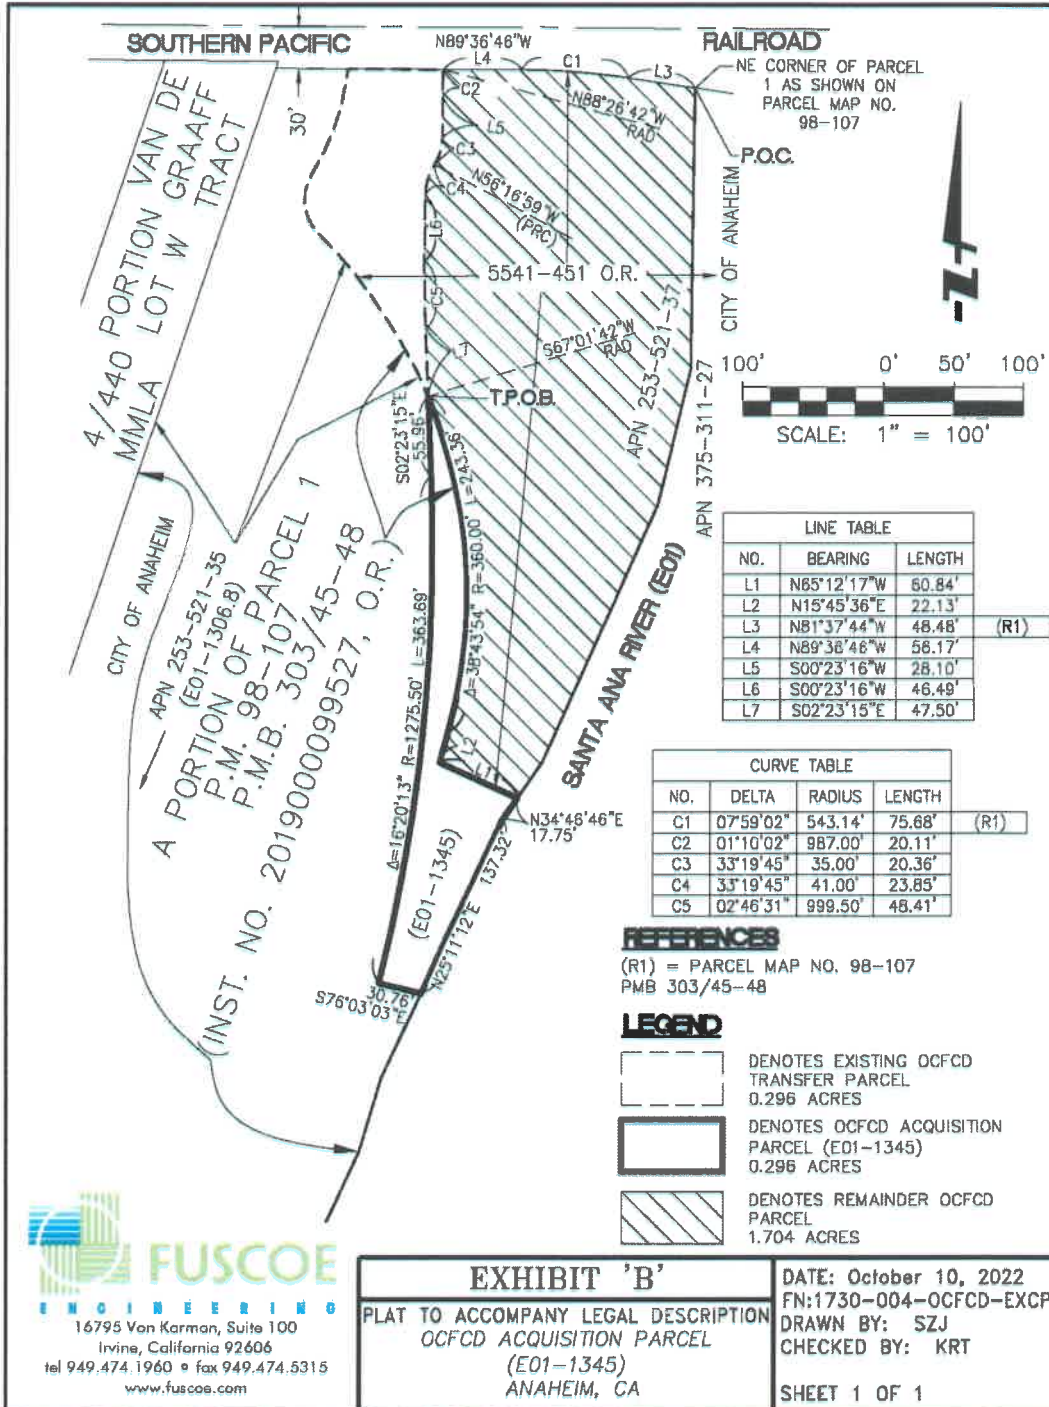 SOUTHERN PACIFIC
RAILROAD
N89°36'46"W
L4
C1
L3
NE CORNER OF PARCEL
1 AS SHOWN ON
PARCEL MAP NO.
98-107
P.O.C.
30'
C2
N88°26'42"W
RAD
L5
C3
N56°16'59"W
(PRC)
C4
L6
5541-451 O.R.
C5
S67°01'42"W
RAD
L7
T.P.O.B.
CITY OF ANAHEIM
APN 253-521-37
APN 375-311-27
4/440 PORTION VAN DE
MMLA LOT W GRAAFF
TRACT
100' 0' 50' 100'
SCALE: 1" = 100'
S02°23'15"E
55.96'
Δ=38°43'54" R=360.00' L=243.36'
Δ=16°20'13" R=1275.50' L=363.69'
CITY OF ANAHEIM
APN 253-521-35
(E01-1306.8)
A PORTION OF PARCEL 1
P.M. 98-107
P.M.B. 303/45-48
(INST. NO. 2019000099527, O.R.)
SANTA ANA RIVER (E01)
L2
L1
N34°46'46"E
17.75'
(E01-1345)
N25°11'12"E 137.32'
30.76'
S76°03'03"E
LINE TABLE
NO. BEARING LENGTH
L1 N65°12'17"W 60.84'
L2 N15°45'36"E 22.13'
L3 N81°37'44"W 48.48' (R1)
L4 N89°36'46"W 58.17'
L5 S00°23'16"W 28.10'
L6 S00°23'16"W 46.49'
L7 S02°23'15"E 47.50'
CURVE TABLE
NO. DELTA RADIUS LENGTH
C1 07°59'02" 543.14' 75.68' (R1)
C2 01°10'02" 987.00' 20.11'
C3 33°19'45" 35.00' 20.36'
C4 33°19'45" 41.00' 23.85'
C5 02°46'31" 999.50' 48.41'
REFERENCES
(R1) = PARCEL MAP NO. 98-107
PMB 303/45-48
LEGEND
DENOTES EXISTING OCFCD
TRANSFER PARCEL
0.296 ACRES
DENOTES OCFCD ACQUISITION
PARCEL (E01-1345)
0.296 ACRES
DENOTES REMAINDER OCFCD
PARCEL
1.704 ACRES
FUSCOE
ENGINEERING
16795 Von Karman, Suite 100
Irvine, California 92606
tel 949.474.1960 ° fax 949.474.5315
www.fuscoe.com
EXHIBIT 'B'
PLAT TO ACCOMPANY LEGAL DESCRIPTION
OCFCD ACQUISITION PARCEL
(E01-1345)
ANAHEIM, CA
DATE: October 10, 2022
FN:1730-004-OCFCD-EXCP
DRAWN BY: SZJ
CHECKED BY: KRT
SHEET 1 OF 1